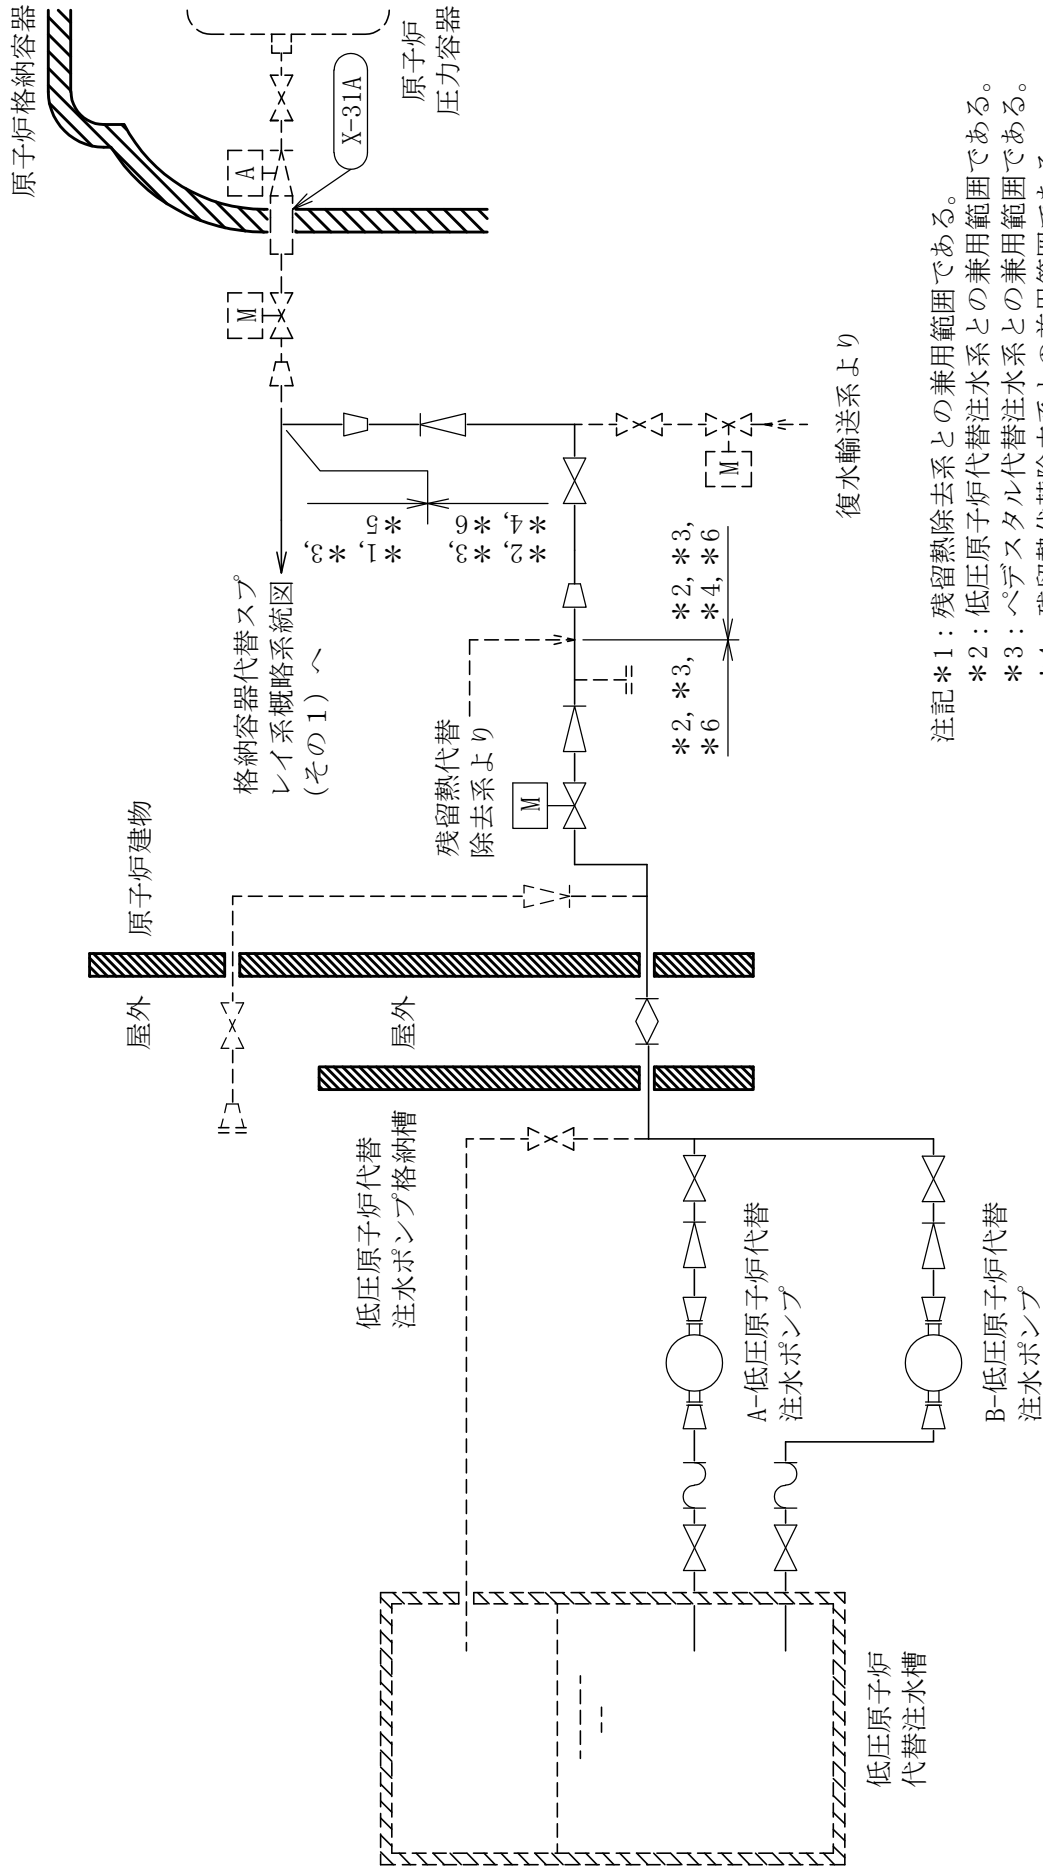 原子炉格納容器
原子炉
圧力容器
X-31A
A
M
M
復水輸送系より
格納容器代替スプ
レイ系概略系統図
(その1) へ
*1, *3,
*5
*2, *3,
*4, *6
*2, *3,
*4, *6
*2, *3,
*6
残留熱代替
除去系より
M
原子炉建物
屋外
屋外
低圧原子炉代替
注水ポンプ格納槽
A-低圧原子炉代替
注水ポンプ
B-低圧原子炉代替
注水ポンプ
低圧原子炉
代替注水槽
注記*1：残留熱除去系との兼用範囲である。
*2：低圧原子炉代替注水系との兼用範囲である。
*3：ペデスタル代替注水系との兼用範囲である。